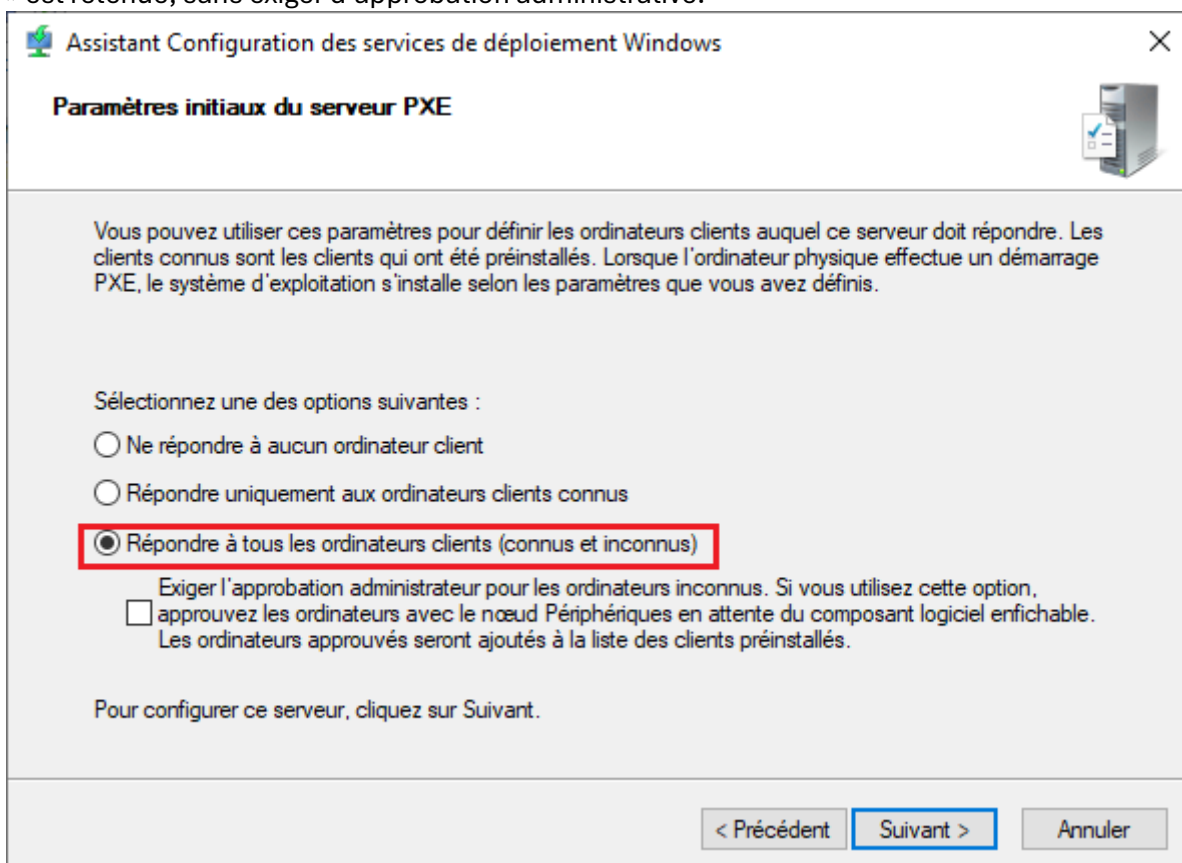 » est retenue, sans exiger d'approbation administrative.
Assistant Configuration des services de déploiement Windows
Paramètres initiaux du serveur PXE
Vous pouvez utiliser ces paramètres pour définir les ordinateurs clients auquel ce serveur doit répondre. Les
clients connus sont les clients qui ont été préinstallés. Lorsque l'ordinateur physique effectue un démarrage
PXE, le système d'exploitation s'installe selon les paramètres que vous avez définis.
Sélectionnez une des options suivantes :
Ne répondre à aucun ordinateur client
Répondre uniquement aux ordinateurs clients connus
Répondre à tous les ordinateurs clients (connus et inconnus)
Exiger l'approbation administrateur pour les ordinateurs inconnus. Si vous utilisez cette option,
approuvez les ordinateurs avec le nœud Périphériques en attente du composant logiciel enfichable.
Les ordinateurs approuvés seront ajoutés à la liste des clients préinstallés.
Pour configurer ce serveur, cliquez sur Suivant.
< Précédent Suivant > Annuler